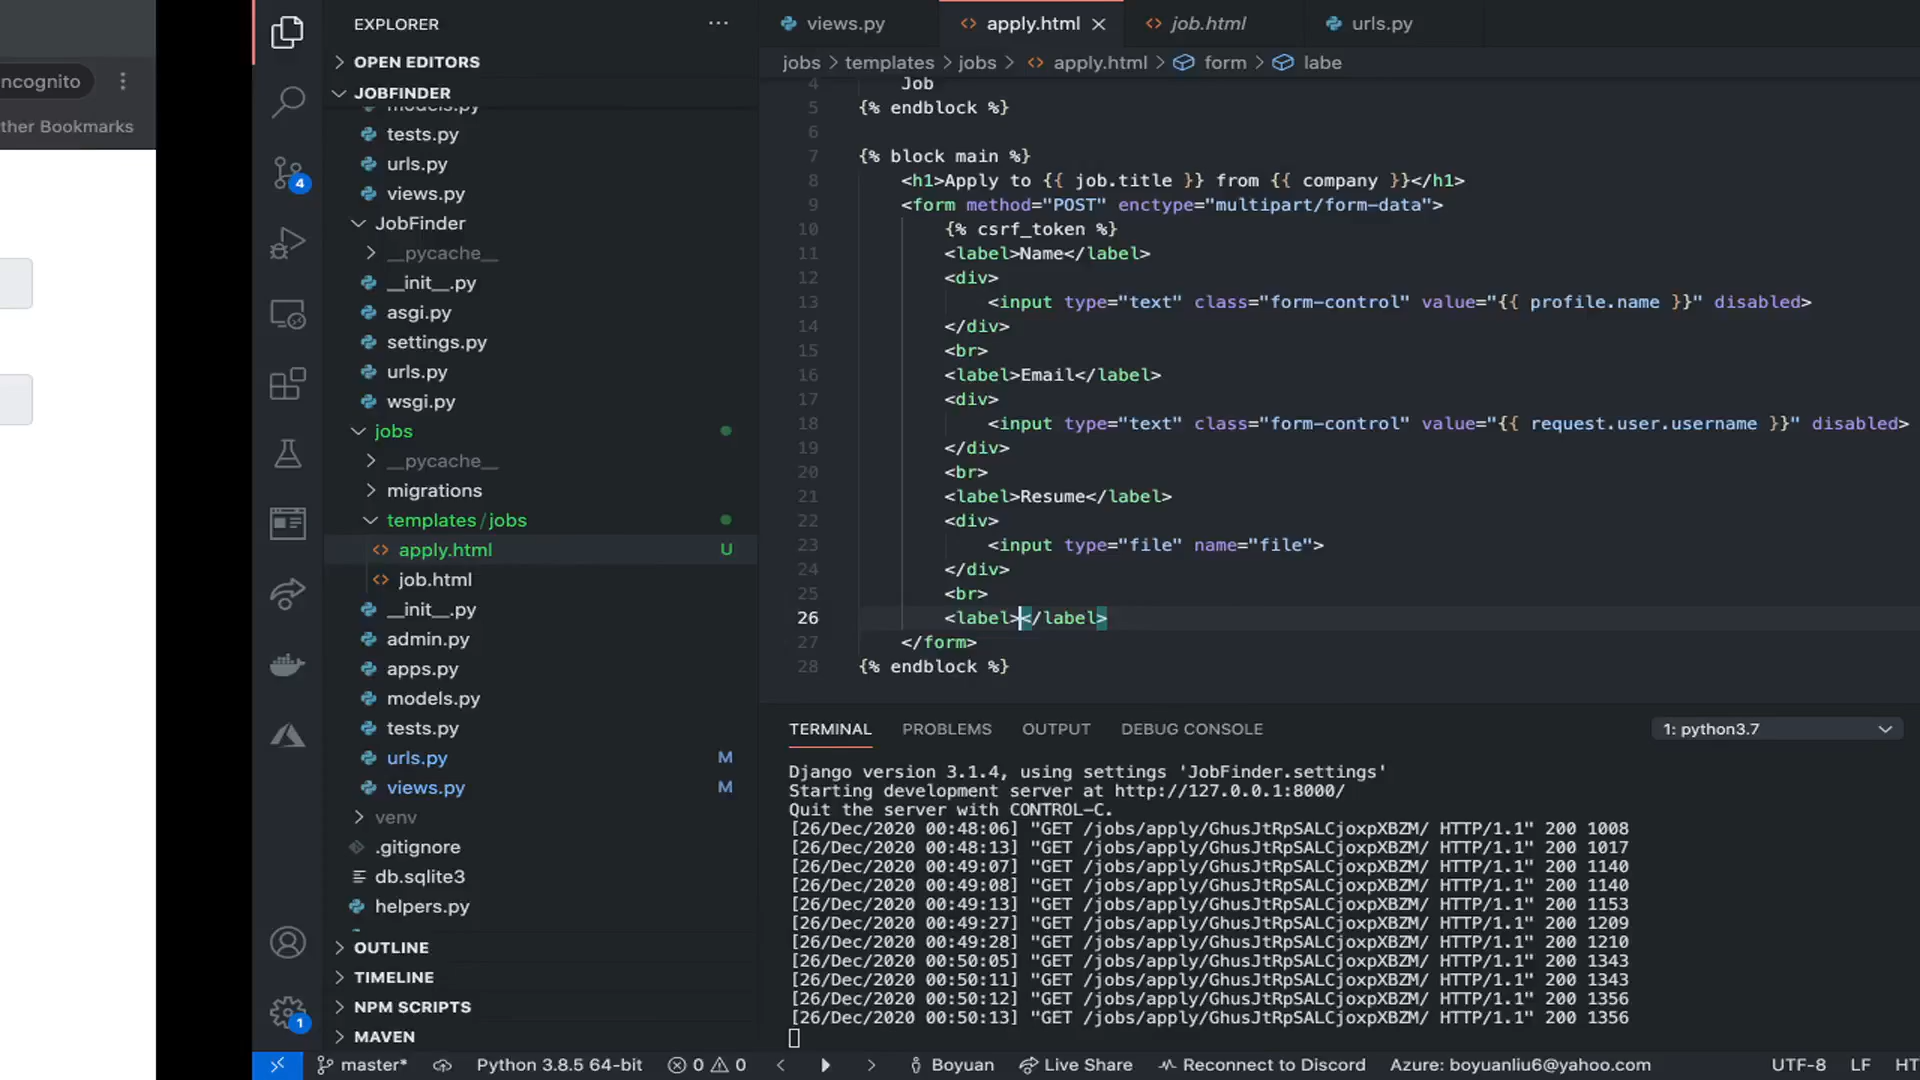 ncognito
ther Bookmarks
EXPLORER
OPEN EDITORS
JOBFINDER
models.py
tests.py
urls.py
views.py
JobFinder
__pycache__
__init__.py
asgi.py
settings.py
urls.py
wsgi.py
jobs
__pycache__
migrations
templates/jobs
apply.html U
job.html
__init__.py
admin.py
apps.py
models.py
tests.py
urls.py M
views.py M
venv
.gitignore
db.sqlite3
helpers.py
OUTLINE
TIMELINE
NPM SCRIPTS
MAVEN
4
1
views.py apply.html job.html urls.py
jobs > templates > jobs > apply.html > form > labe
4 Job
5 {% endblock %}
6
7 {% block main %}
8 <h1>Apply to {{ job.title }} from {{ company }}</h1>
9 <form method="POST" enctype="multipart/form-data">
10 {% csrf_token %}
11 <label>Name</label>
12 <div>
13 <input type="text" class="form-control" value="{{ profile.name }}" disabled>
14 </div>
15 <br>
16 <label>Email</label>
17 <div>
18 <input type="text" class="form-control" value="{{ request.user.username }}" disabled>
19 </div>
20 <br>
21 <label>Resume</label>
22 <div>
23 <input type="file" name="file">
24 </div>
25 <br>
26 <label></label>
27 </form>
28 {% endblock %}
TERMINAL PROBLEMS OUTPUT DEBUG CONSOLE 1: python3.7
Django version 3.1.4, using settings 'JobFinder.settings'
Starting development server at http://127.0.0.1:8000/
Quit the server with CONTROL-C.
[26/Dec/2020 00:48:06] "GET /jobs/apply/GhusJtRpSALCjoxpXBZM/ HTTP/1.1" 200 1008
[26/Dec/2020 00:48:13] "GET /jobs/apply/GhusJtRpSALCjoxpXBZM/ HTTP/1.1" 200 1017
[26/Dec/2020 00:49:07] "GET /jobs/apply/GhusJtRpSALCjoxpXBZM/ HTTP/1.1" 200 1140
[26/Dec/2020 00:49:08] "GET /jobs/apply/GhusJtRpSALCjoxpXBZM/ HTTP/1.1" 200 1140
[26/Dec/2020 00:49:13] "GET /jobs/apply/GhusJtRpSALCjoxpXBZM/ HTTP/1.1" 200 1153
[26/Dec/2020 00:49:27] "GET /jobs/apply/GhusJtRpSALCjoxpXBZM/ HTTP/1.1" 200 1209
[26/Dec/2020 00:49:28] "GET /jobs/apply/GhusJtRpSALCjoxpXBZM/ HTTP/1.1" 200 1210
[26/Dec/2020 00:50:05] "GET /jobs/apply/GhusJtRpSALCjoxpXBZM/ HTTP/1.1" 200 1343
[26/Dec/2020 00:50:11] "GET /jobs/apply/GhusJtRpSALCjoxpXBZM/ HTTP/1.1" 200 1343
[26/Dec/2020 00:50:12] "GET /jobs/apply/GhusJtRpSALCjoxpXBZM/ HTTP/1.1" 200 1356
[26/Dec/2020 00:50:13] "GET /jobs/apply/GhusJtRpSALCjoxpXBZM/ HTTP/1.1" 200 1356
master* Python 3.8.5 64-bit 0 0 Boyuan Live Share Reconnect to Discord Azure: boyuanliu6@yahoo.com UTF-8 LF HT